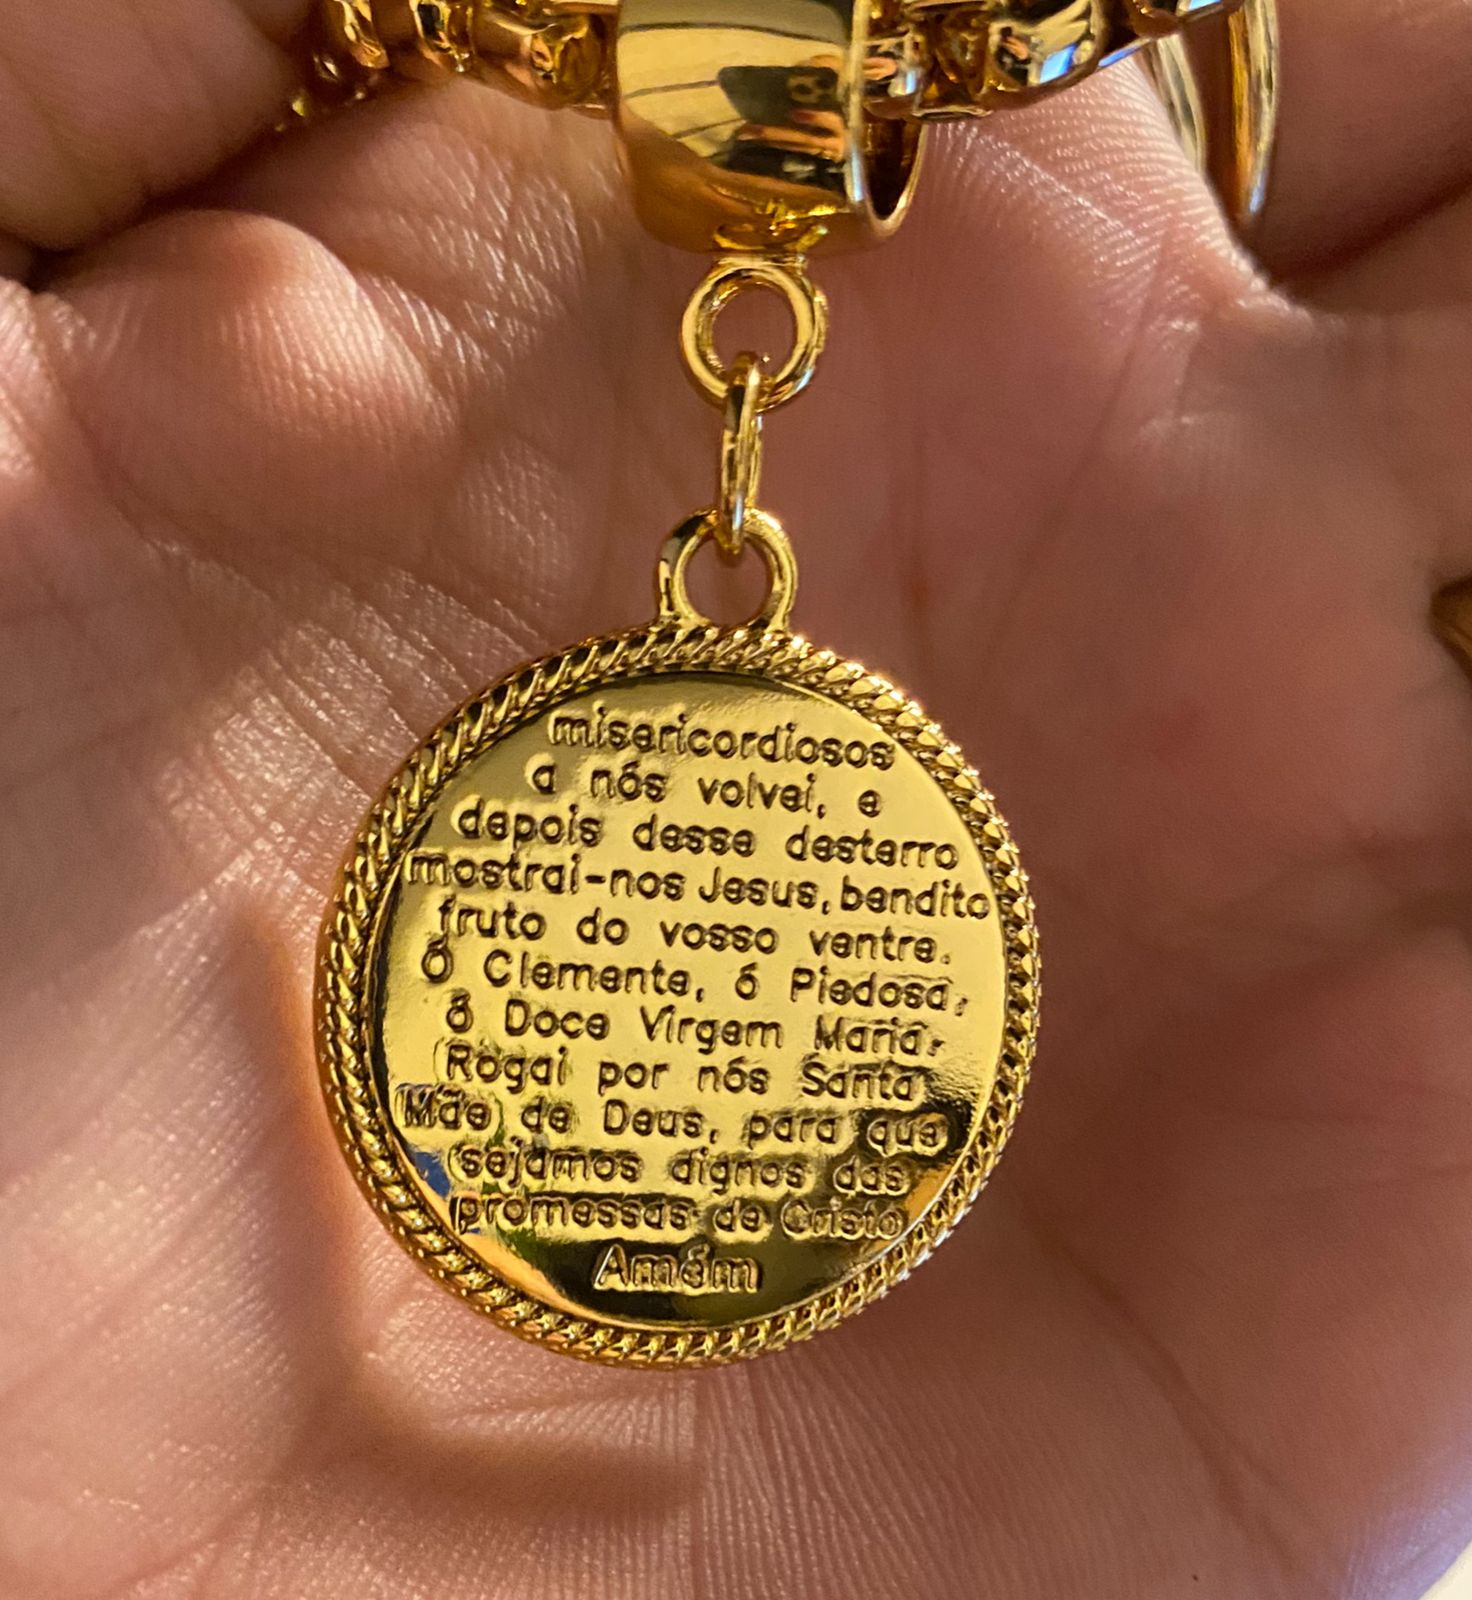 misericordiosos
a nós volvei, e
depois desse desterro
mostrai-nos Jesus, bendito
fruto do vosso ventre.
Ó Clemente, ó Piedosa,
ó Doce Virgem Maria.
Rogai por nós Santa
Mãe de Deus, para que
sejamos dignos das
promessas de Cristo
Amém